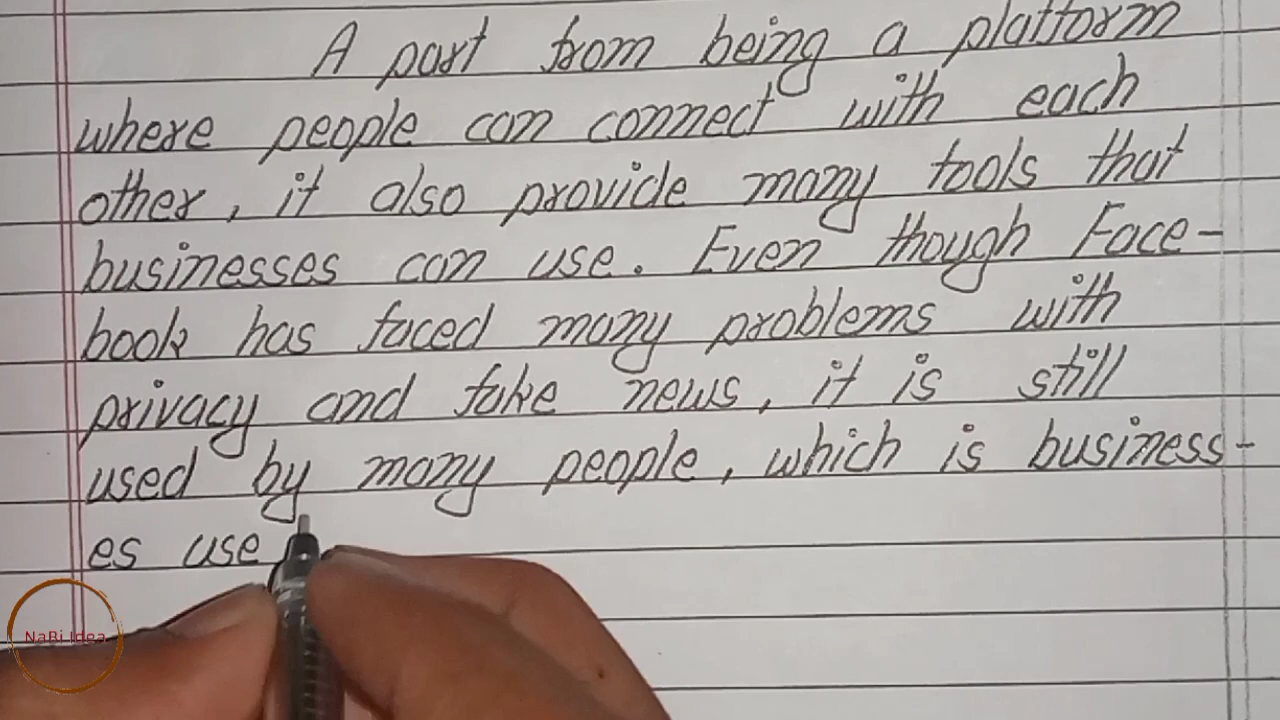 A part from being a platform
where people can connect with each
other, it also provide many tools that
businesses can use. Even though Face-
book has faced many problems with
privacy and fake news, it is still
used by many people, which is business-
es use
NaBi Idea